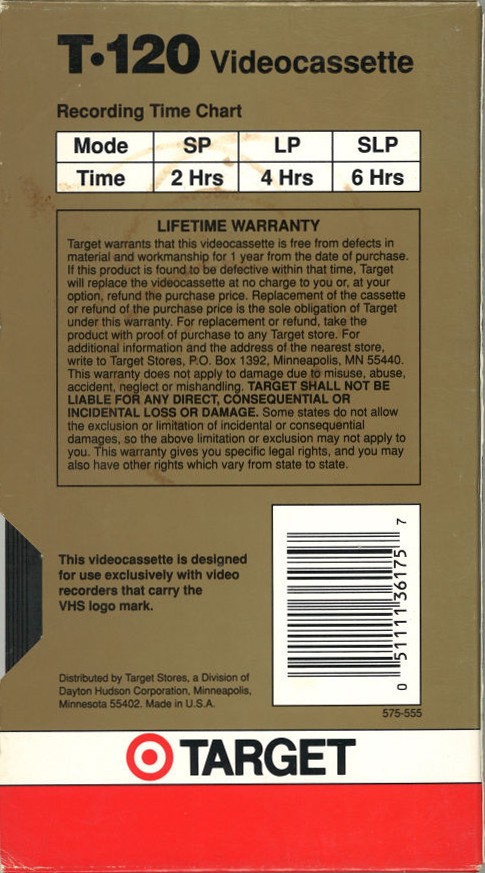 T•120 Videocassette
Recording Time Chart
Mode SP LP SLP
Time 2 Hrs 4 Hrs 6 Hrs
LIFETIME WARRANTY
Target warrants that this videocassette is free from defects in
material and workmanship for 1 year from the date of purchase.
If this product is found to be defective within that time, Target
will replace the videocassette at no charge to you or, at your
option, refund the purchase price. Replacement of the cassette
or refund of the purchase price is the sole obligation of Target
under this warranty. For replacement or refund, take the
product with proof of purchase to any Target store. For
additional information and the address of the nearest store,
write to Target Stores, P.O. Box 1392, Minneapolis, MN 55440.
This warranty does not apply to damage due to misuse, abuse,
accident, neglect or mishandling. TARGET SHALL NOT BE
LIABLE FOR ANY DIRECT, CONSEQUENTIAL OR
INCIDENTAL LOSS OR DAMAGE. Some states do not allow
the exclusion or limitation of incidental or consequential
damages, so the above limitation or exclusion may not apply to
you. This warranty gives you specific legal rights, and you may
also have other rights which vary from state to state.
This videocassette is designed
for use exclusively with video
recorders that carry the
VHS logo mark.
0 51111 36175 7
Distributed by Target Stores, a Division of
Dayton Hudson Corporation, Minneapolis,
Minnesota 55402. Made in U.S.A.
575-555
TARGET